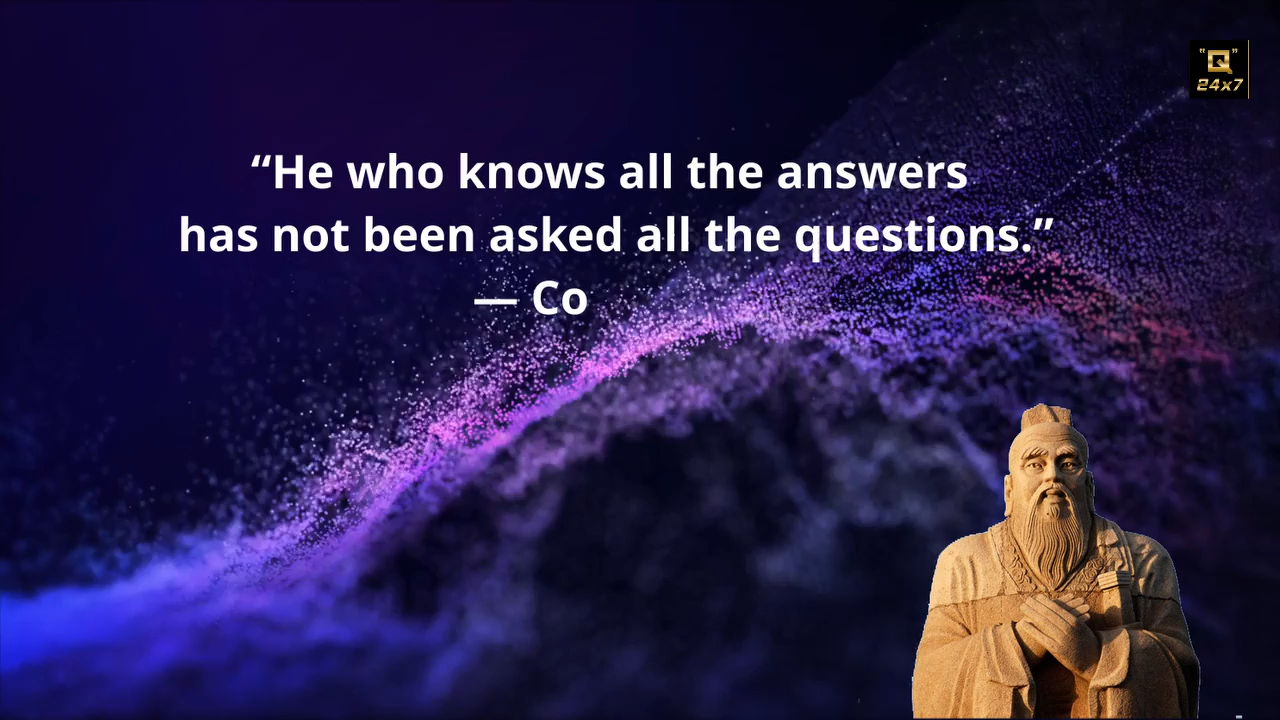 “He who knows all the answers
has not been asked all the questions.”
— Co
"Q"
24x7